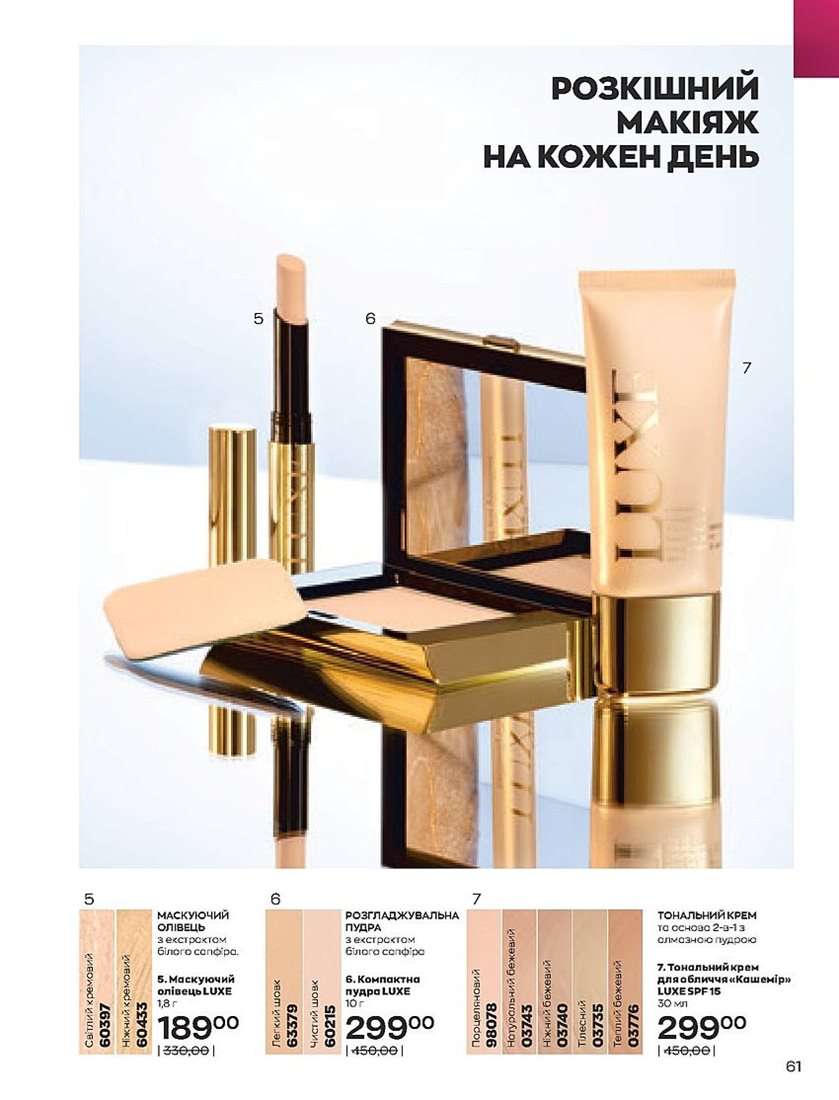 РОЗКІШНИЙ
МАКІЯЖ
НА КОЖЕН ДЕНЬ
5
6
7
LUXE
LUXE
5
Світлий кремовий
60397
Ніжний кремовий
60433
МАСКУЮЧИЙ
ОЛІВЕЦЬ
з екстрактом
білого сапфіра.
5. Маскуючий
олівець LUXE
1,8 г
189⁰⁰
| 330,00 |
6
Легкий шовк
63379
Чистий шовк
60215
РОЗГЛАДЖУВАЛЬНА
ПУДРА
з екстрактом
білого сапфіра
6. Компактна
пудра LUXE
10 г
299⁰⁰
| 450,00 |
7
Порцеляновий
98078
Натуральний бежевий
03743
Ніжний бежевий
03740
Тілесний
03735
Теплий бежевий
03776
ТОНАЛЬНИЙ КРЕМ
та основа 2-в-1 з
алмазною пудрою
7. Тональний крем
для обличчя «Кашемір»
LUXE SPF 15
30 мл
299⁰⁰
| 450,00 |
61